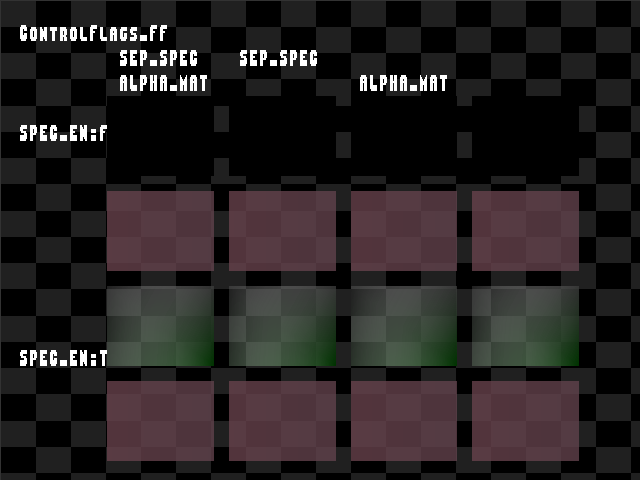 ControlFlags_FF
SEP_SPEC SEP_SPEC
ALPHA_MAT ALPHA_MAT
SPEC_EN:F
SPEC_EN:T